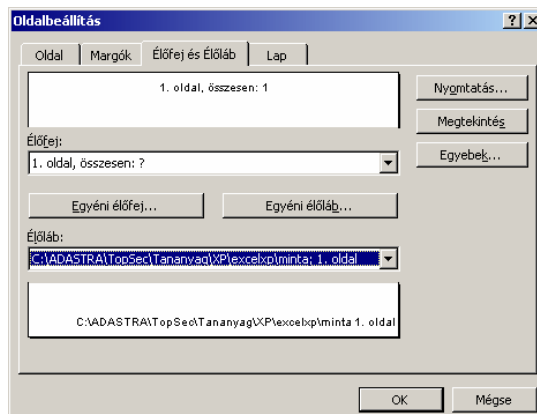 Oldalbeállítás
Oldal Margók Élőfej és Élőláb Lap
1. oldal, összesen: 1
Nyomtatás...
Megtekintés
Egyebek...
Élőfej:
1. oldal, összesen: ?
Egyéni élőfej... Egyéni élőláb...
Élőláb:
C:\ADASTRA\TopSec\Tananyag\XP\excelxp\minta; 1. oldal
C:\ADASTRA\TopSec\Tananyag\XP\excelxp\minta 1. oldal
OK Mégse